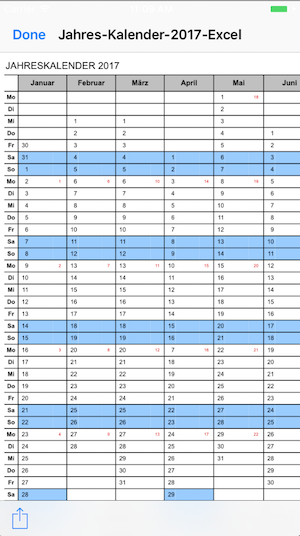 Done Jahres-Kalender-2017-Excel
JAHRESKALENDER 2017
Januar Februar März April Mai Juni
Mo 1 18
Di 2
Mi 1 1 3
Do 2 2 4 1
Fr 30 3 3 5 2
Sa 31 4 4 1 6 3
So 1 5 5 2 7 4
Mo 2 1 6 6 6 10 3 14 8 19 5
Di 3 7 7 4 9 6
Mi 4 8 8 5 10 7
Do 5 9 9 6 11 8
Fr 6 10 10 7 12 9
Sa 7 11 11 8 13 10
So 8 12 12 9 14 11
Mo 9 2 13 7 13 11 10 15 15 20 12
Di 10 14 14 11 16 13
Mi 11 15 15 12 17 14
Do 12 16 16 13 18 15
Fr 13 17 17 14 19 16
Sa 14 18 18 15 20 17
So 15 19 19 16 21 18
Mo 16 3 20 8 20 12 7 16 22 21 19
Di 17 21 21 18 23 20
Mi 18 22 22 19 24 21
Do 19 23 23 20 25 22
Fr 20 24 24 21 26 23
Sa 21 25 25 22 27 24
So 22 26 26 23 28 25
Mo 23 4 27 9 27 13 24 17 29 22 26
Di 24 28 28 25 30 27
Mi 25 29 26 31 28
Do 26 30 27 29
Fr 27 31 28 30
Sa 28 29